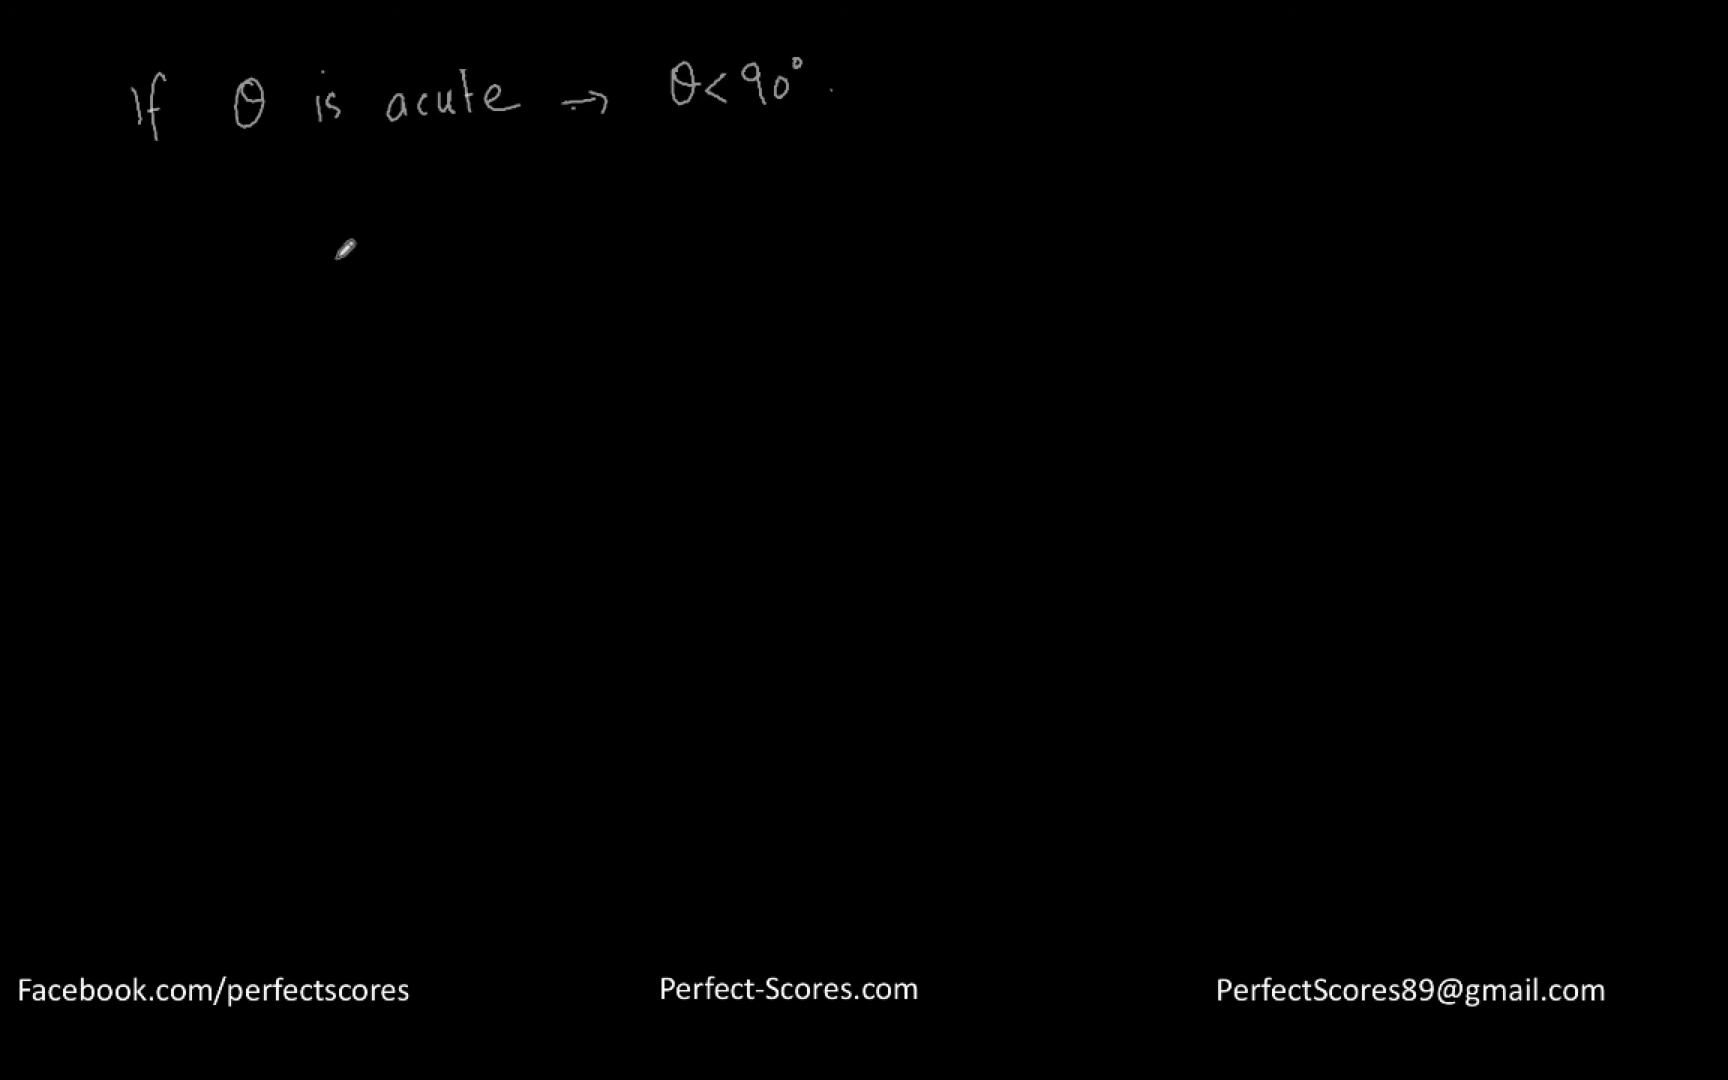 If θ is acute → θ < 90°.
Facebook.com/perfectscores Perfect-Scores.com PerfectScores89@gmail.com